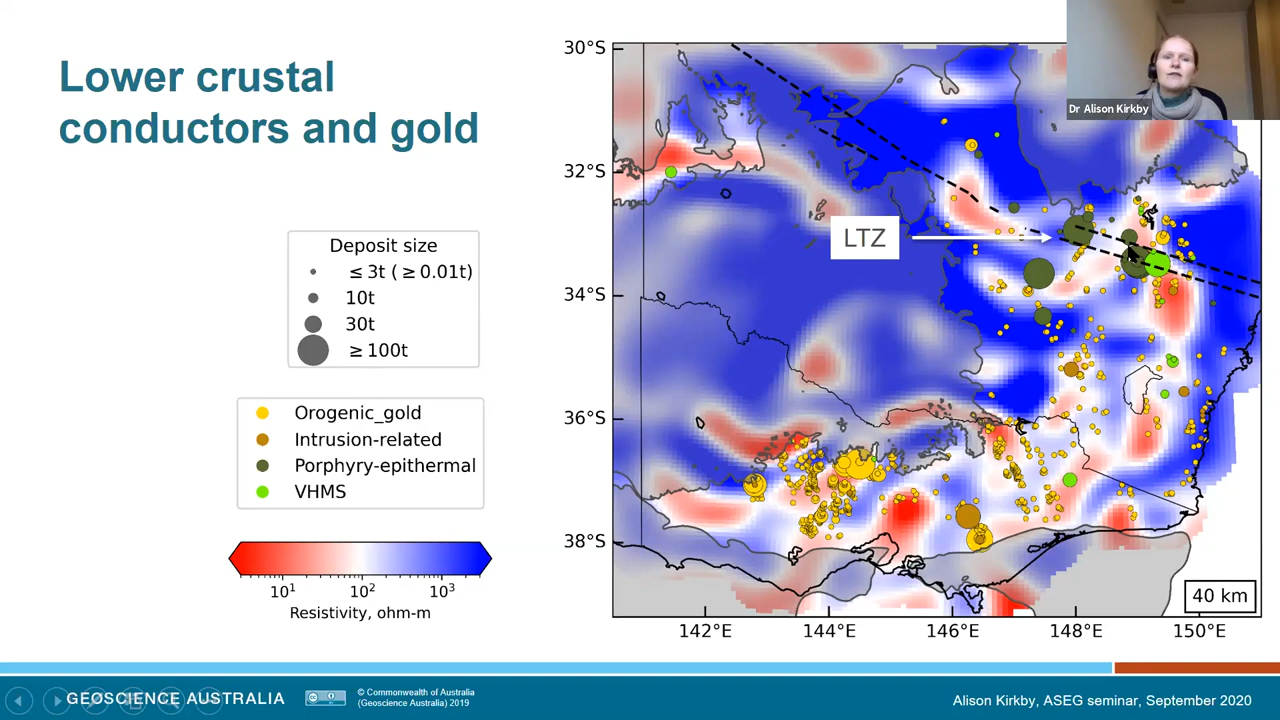 Lower crustal
conductors and gold
Deposit size
≤ 3t ( ≥ 0.01t)
10t
30t
≥ 100t
Orogenic_gold
Intrusion-related
Porphyry-epithermal
VHMS
10¹ 10² 10³
Resistivity, ohm-m
30°S
32°S
34°S
36°S
38°S
LTZ
Dr Alison Kirkby
40 km
142°E 144°E 146°E 148°E 150°E
GEOSCIENCE AUSTRALIA
© Commonwealth of Australia
(Geoscience Australia) 2019
Alison Kirkby, ASEG seminar, September 2020